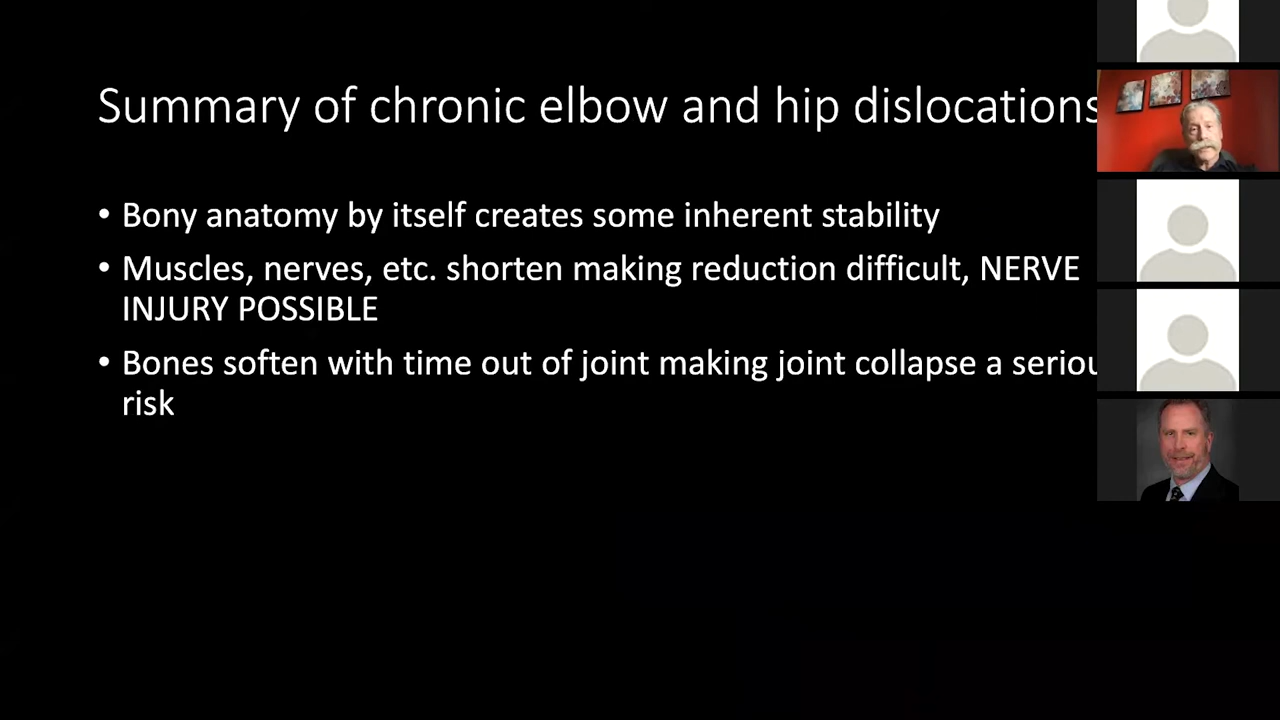 Summary of chronic elbow and hip dislocations
• Bony anatomy by itself creates some inherent stability
• Muscles, nerves, etc. shorten making reduction difficult, NERVE
INJURY POSSIBLE
• Bones soften with time out of joint making joint collapse a seriou
risk